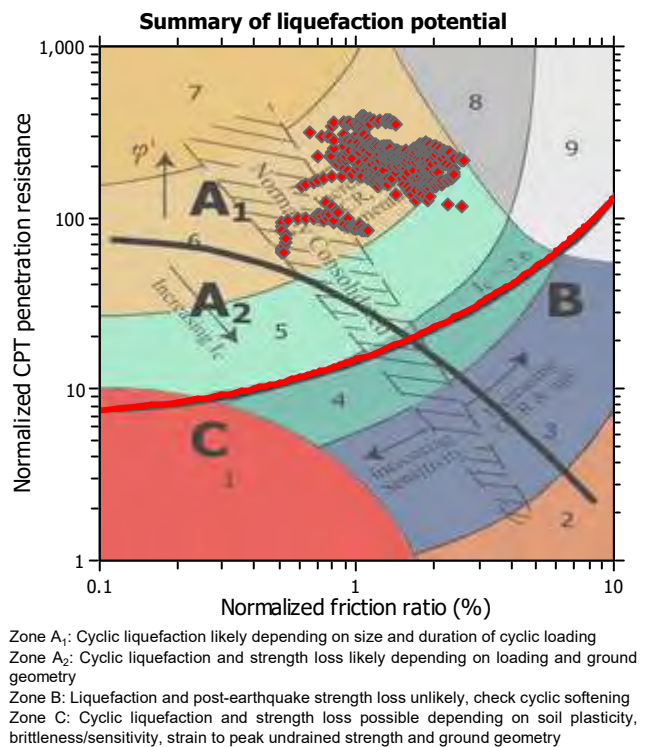 Summary of liquefaction potential
1,000
100
10
1
Normalized CPT penetration resistance
7
8
9
φ'
A1
6
A2
Increasing Ic
5
Normally Consolidated
B
4
C
1
Increasing
Sensitivity
3
2
0.1
1
10
Normalized friction ratio (%)
Zone A1: Cyclic liquefaction likely depending on size and duration of cyclic loading
Zone A2: Cyclic liquefaction and strength loss likely depending on loading and ground
geometry
Zone B: Liquefaction and post-earthquake strength loss unlikely, check cyclic softening
Zone C: Cyclic liquefaction and strength loss possible depending on soil plasticity,
brittleness/sensitivity, strain to peak undrained strength and ground geometry